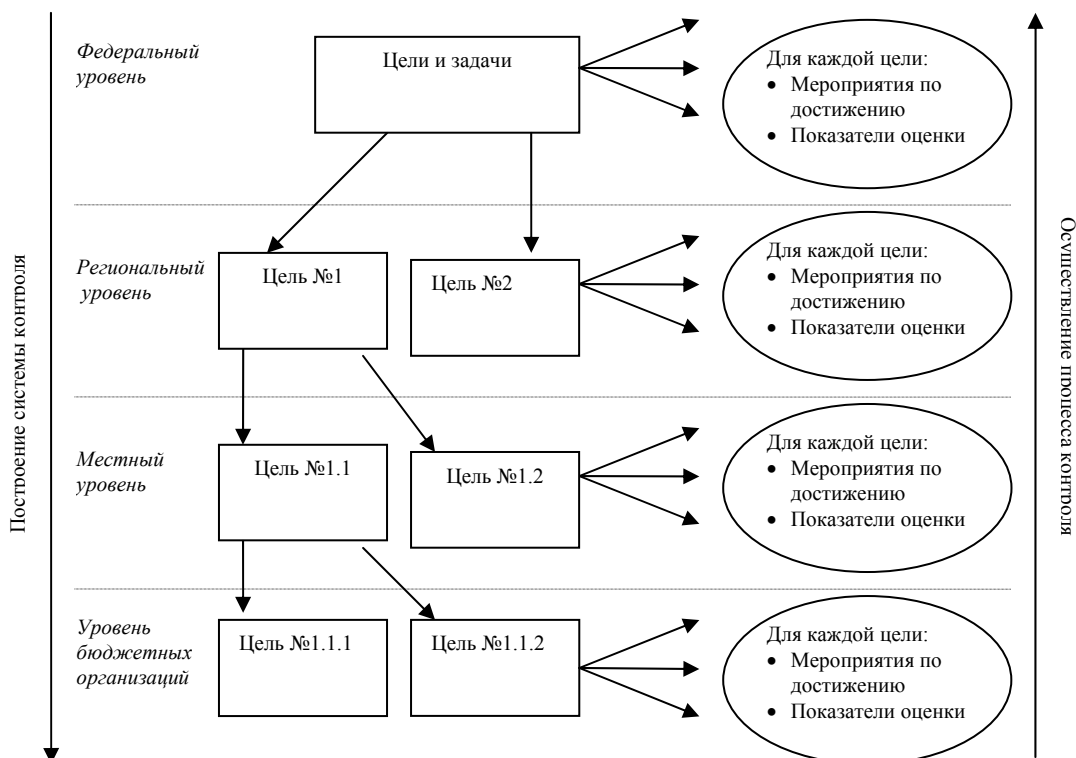 Построение системы контроля
Федеральный
уровень
Цели и задачи
Для каждой цели:
• Мероприятия по
достижению
• Показатели оценки
Региональный
уровень
Цель №1
Цель №2
Для каждой цели:
• Мероприятия по
достижению
• Показатели оценки
Местный
уровень
Цель №1.1
Цель №1.2
Для каждой цели:
• Мероприятия по
достижению
• Показатели оценки
Уровень
бюджетных
организаций
Цель №1.1.1
Цель №1.1.2
Для каждой цели:
• Мероприятия по
достижению
• Показатели оценки
Осуществление процесса контроля